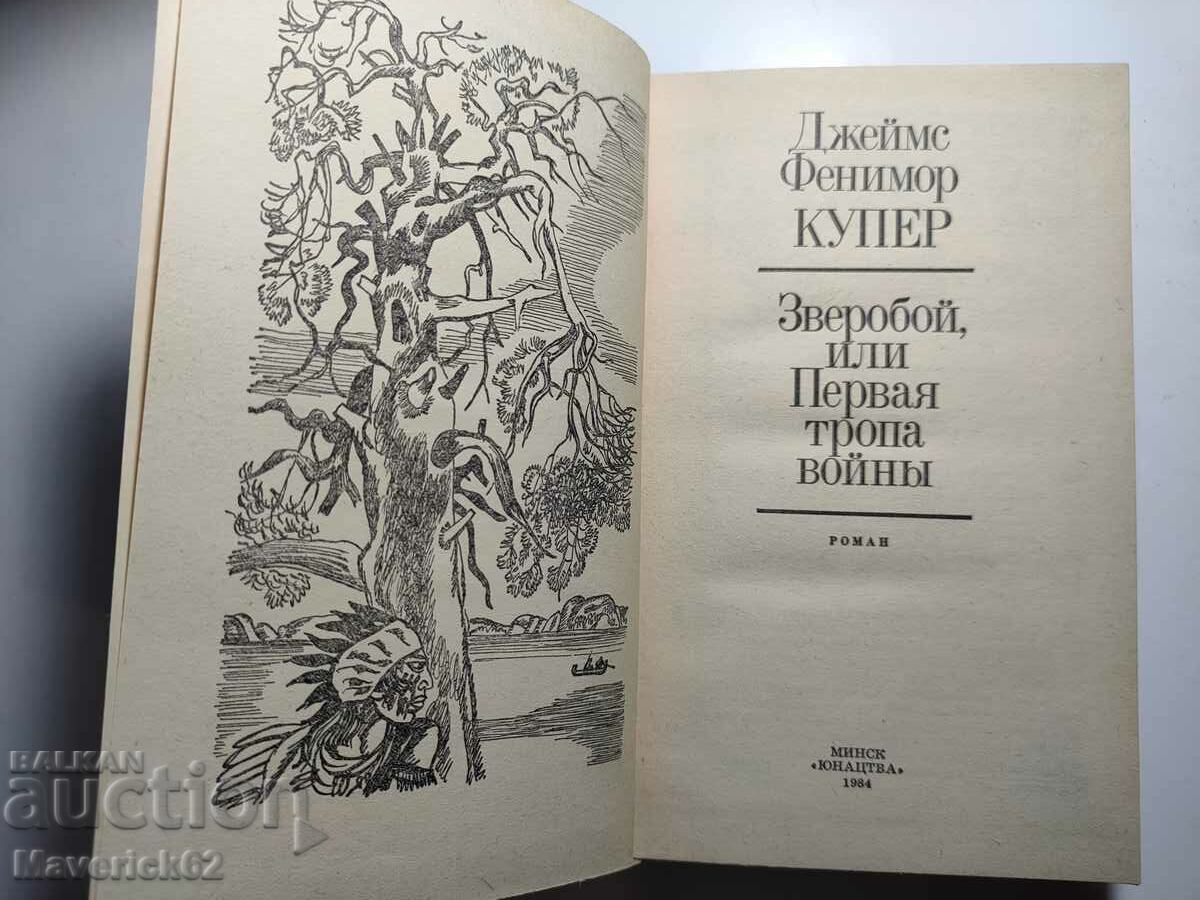 Джеймс
Фенимор
КУПЕР
Зверобой,
или
Первая
тропа
войны
РОМАН
МИНСК
«ЮНАЦТВА»
1984
BALKAN
auction
Maverick62